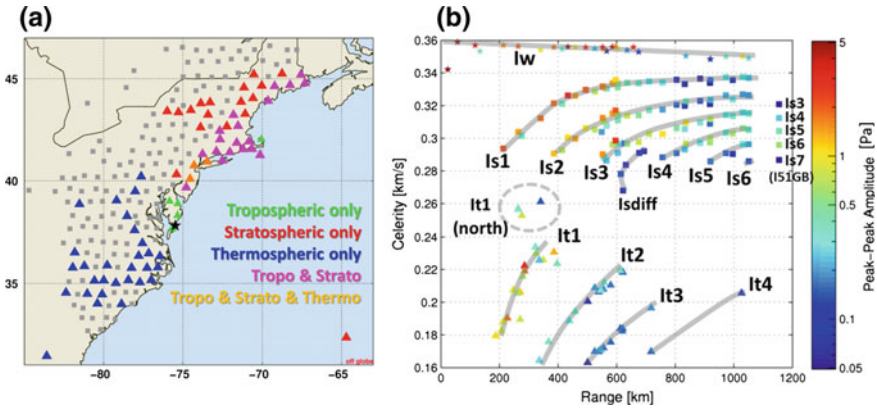 (a)
45
40
35
−80
−75
−70
−65
Tropospheric only
Stratospheric only
Thermospheric only
Tropo & Strato
Tropo & Strato & Thermo
off globe
(b)
0.36
0.34
0.32
0.3
0.28
0.26
0.24
0.22
0.2
0.18
0.16
Celerity [km/s]
0
200
400
600
800
1000
1200
Range [km]
Iw
Is1
Is2
Is3
Isdiff
Is4
Is5
Is6
It1
(north)
It1
It2
It3
It4
Is3
Is4
Is5
Is6
Is7
(I51GB)
5
1
0.5
0.1
0.05
Peak−Peak Amplitude [Pa]